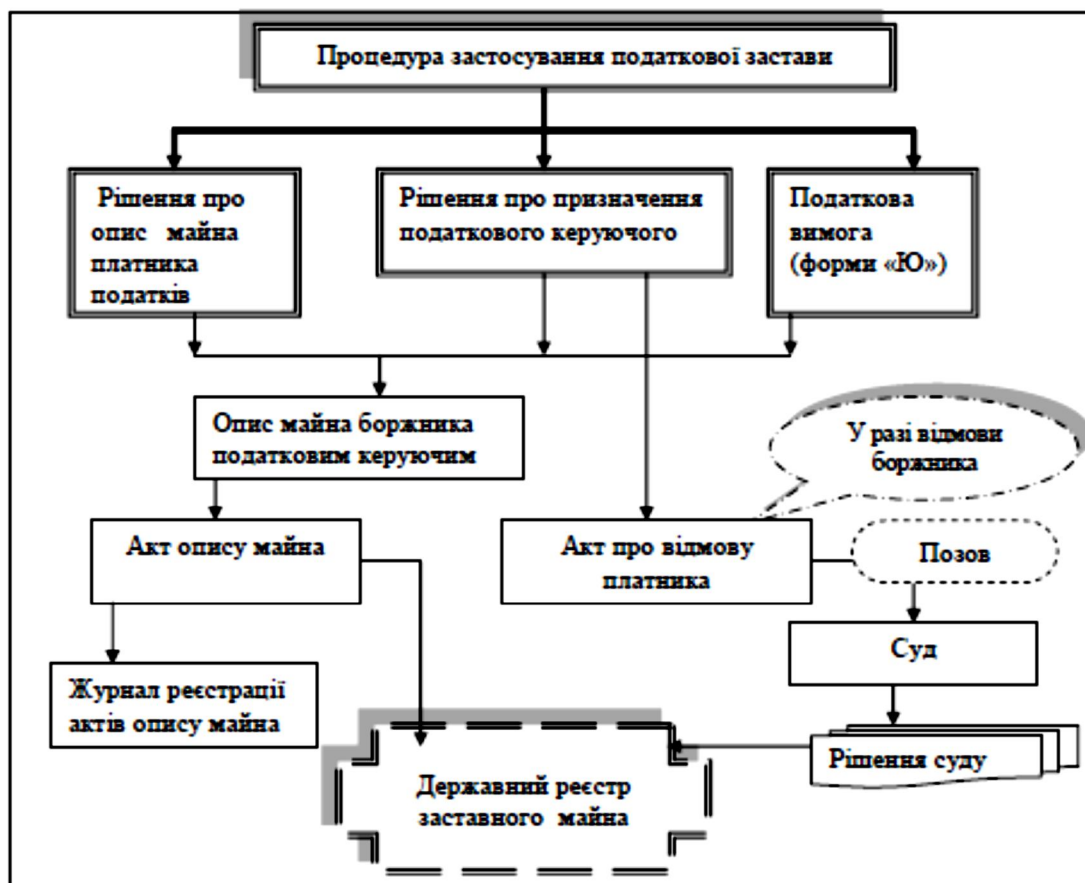 Процедура застосування податкової застави
Рішення про
опис майна
платника
податків
Рішення про призначення
податкового керуючого
Податкова
вимога
(форми «Ю»)
Опис майна боржника
податковим керуючим
У разі відмови
боржника
Акт опису майна
Акт про відмову
платника
Позов
Суд
Журнал реєстрації
актів опису майна
Рішення суду
Державний реєстр
заставного майна